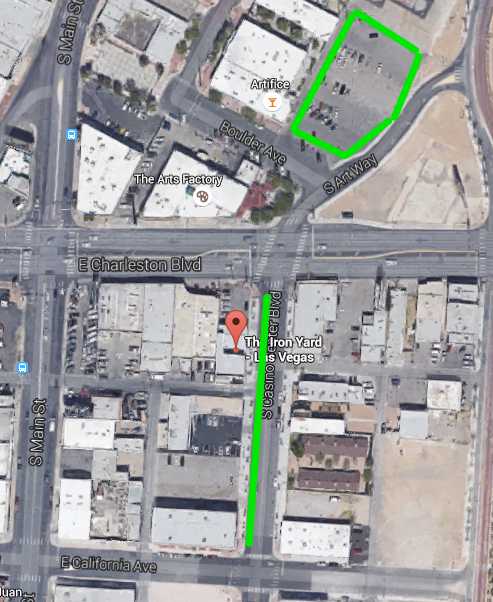 S Main St
Artifice
Boulder Ave
S Art Way
The Arts Factory
E Charleston Blvd
The Iron Yard
- Las Vegas
S Casino Center Blvd
S Main St
E California Ave
St